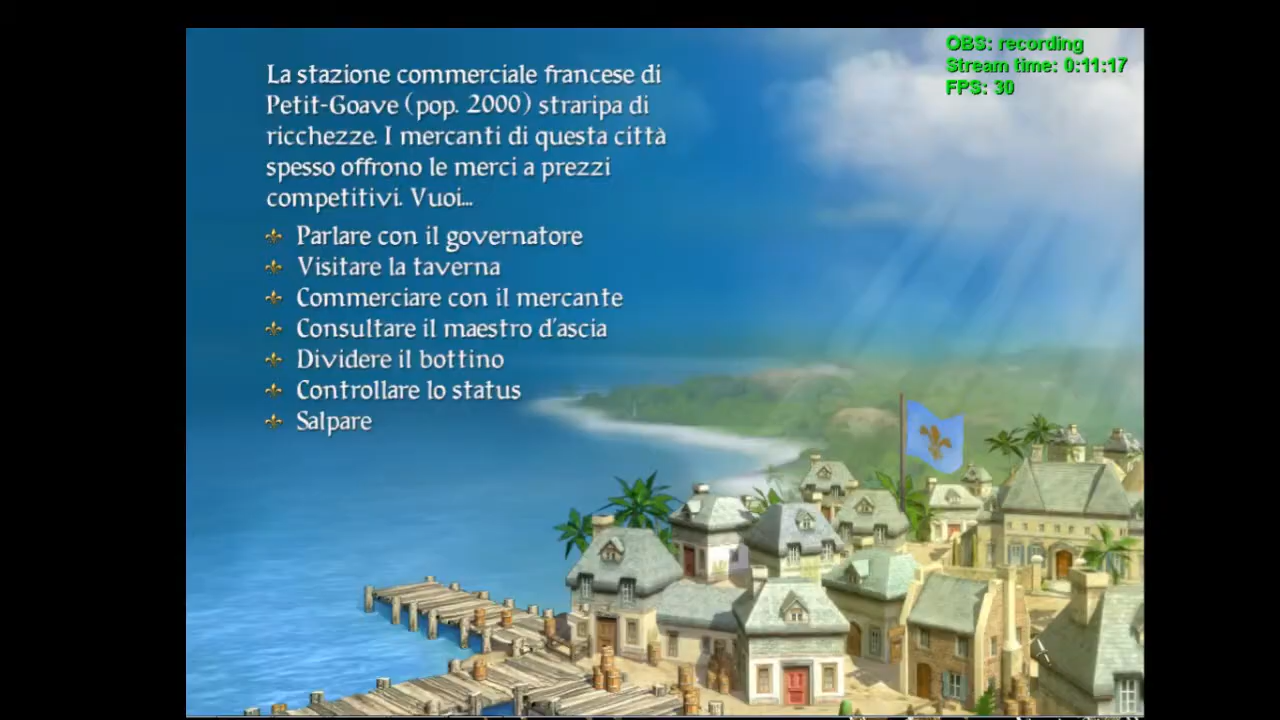 OBS: recording
Stream time: 0:11:17
FPS: 30
La stazione commerciale francese di
Petit-Goave (pop. 2000) straripa di
ricchezze. I mercanti di questa città
spesso offrono le merci a prezzi
competitivi. Vuoi...
Parlare con il governatore
Visitare la taverna
Commerciare con il mercante
Consultare il maestro d'ascia
Dividere il bottino
Controllare lo status
Salpare